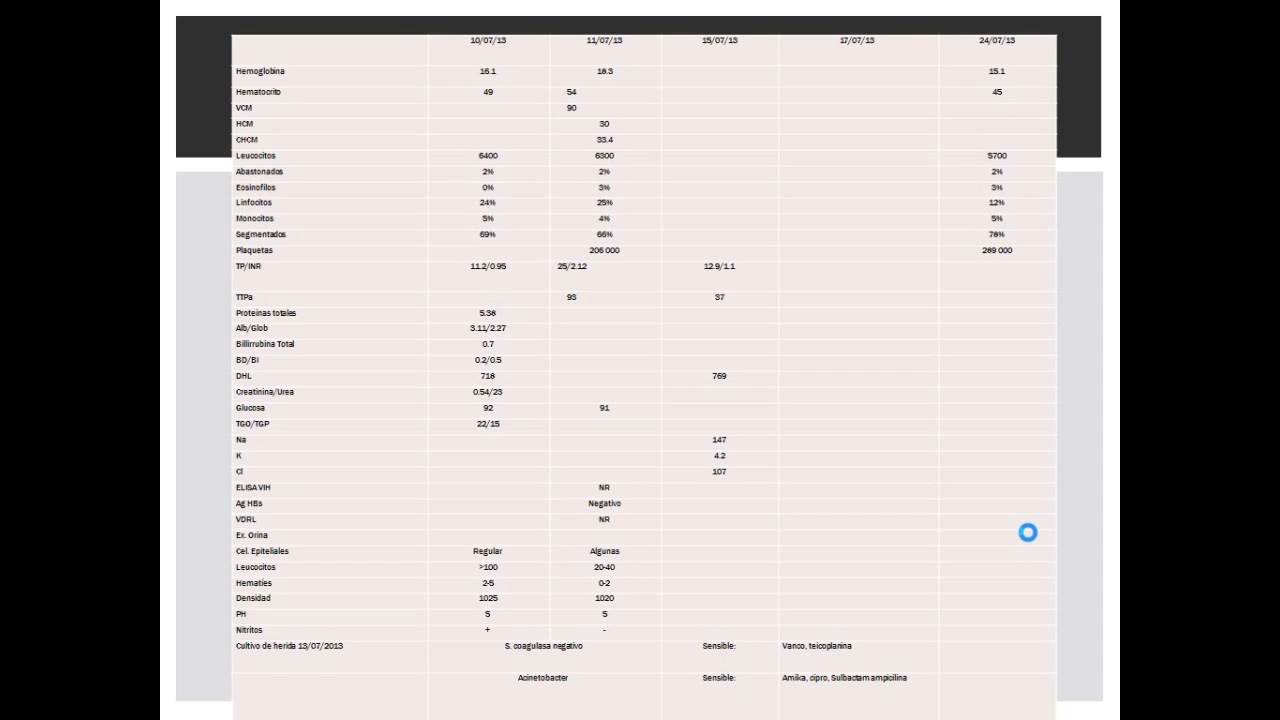 10/07/13 11/07/13 15/07/13 17/07/13 24/07/13
Hemoglobina 16.1 18.3 15.1
Hematocrito 49 54 45
VCM 90
HCM 30
CHCM 33.4
Leucocitos 6400 6300 5700
Abastonados 2% 2% 2%
Eosinofilos 0% 3% 3%
Linfocitos 24% 25% 12%
Monocitos 5% 4% 5%
Segmentados 69% 66% 78%
Plaquetas 206 000 289 000
TP/INR 11.2/0.95 25/2.12 12.9/1.1
TTPa 93 37
Proteinas totales 5.38
Alb/Glob 3.11/2.27
Billirrubina Total 0.7
BD/BI 0.2/0.5
DHL 718 769
Creatinina/Urea 0.54/23
Glucosa 92 91
TGO/TGP 22/15
Na 147
K 4.2
Cl 107
ELISA VIH NR
Ag HBs Negativo
VDRL NR
Ex. Orina
Cel. Epiteliales Regular Algunas
Leucocitos >100 20-40
Hematíes 2-5 0-2
Densidad 1025 1020
PH 5 5
Nitritos + -
Cultivo de herida 13/07/2013 S. coagulasa negativo Sensible: Vanco, teicoplanina
Acinetobacter Sensible: Amika, cipro, Sulbactam ampicilina